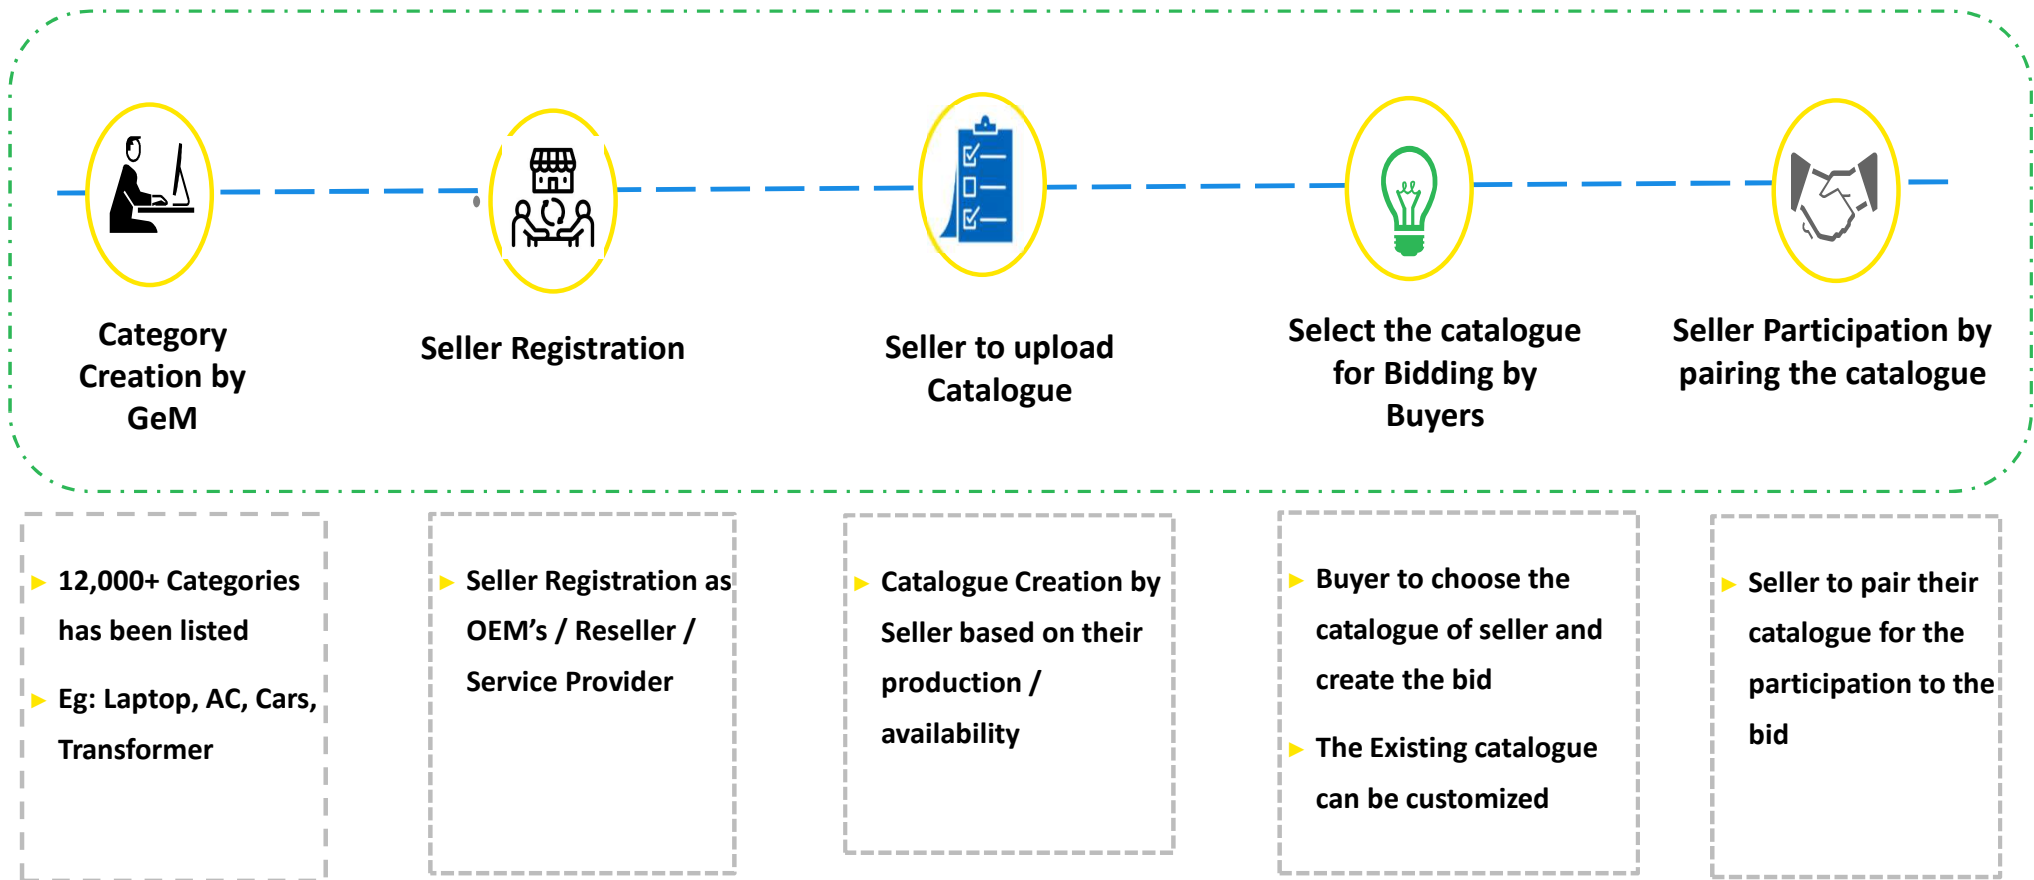 Category
Creation by
GeM
Seller Registration
Seller to upload
Catalogue
Select the catalogue
for Bidding by
Buyers
Seller Participation by
pairing the catalogue
► 12,000+ Categories
has been listed
► Eg: Laptop, AC, Cars,
Transformer
► Seller Registration as
OEM’s / Reseller /
Service Provider
► Catalogue Creation by
Seller based on their
production /
availability
► Buyer to choose the
catalogue of seller and
create the bid
► The Existing catalogue
can be customized
► Seller to pair their
catalogue for the
participation to the
bid